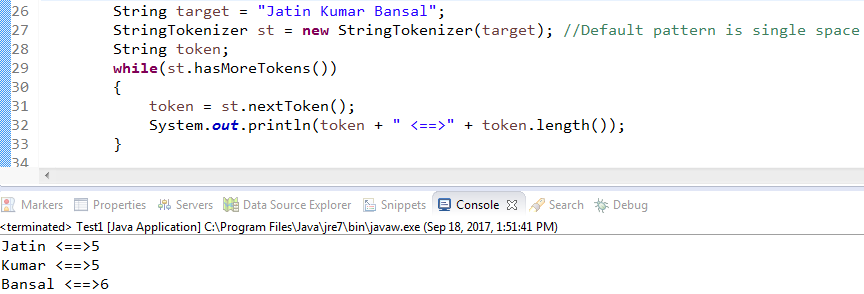 26 String target = "Jatin Kumar Bansal";
27 StringTokenizer st = new StringTokenizer(target); //Default pattern is single space
28 String token;
29 while(st.hasMoreTokens())
30 {
31 token = st.nextToken();
32 System.out.println(token + " <==>" + token.length());
33 }
34
Markers Properties Servers Data Source Explorer Snippets Console Search Debug
<terminated> Test1 [Java Application] C:\Program Files\Java\jre7\bin\javaw.exe (Sep 18, 2017, 1:51:41 PM)
Jatin <==>5
Kumar <==>5
Bansal <==>6